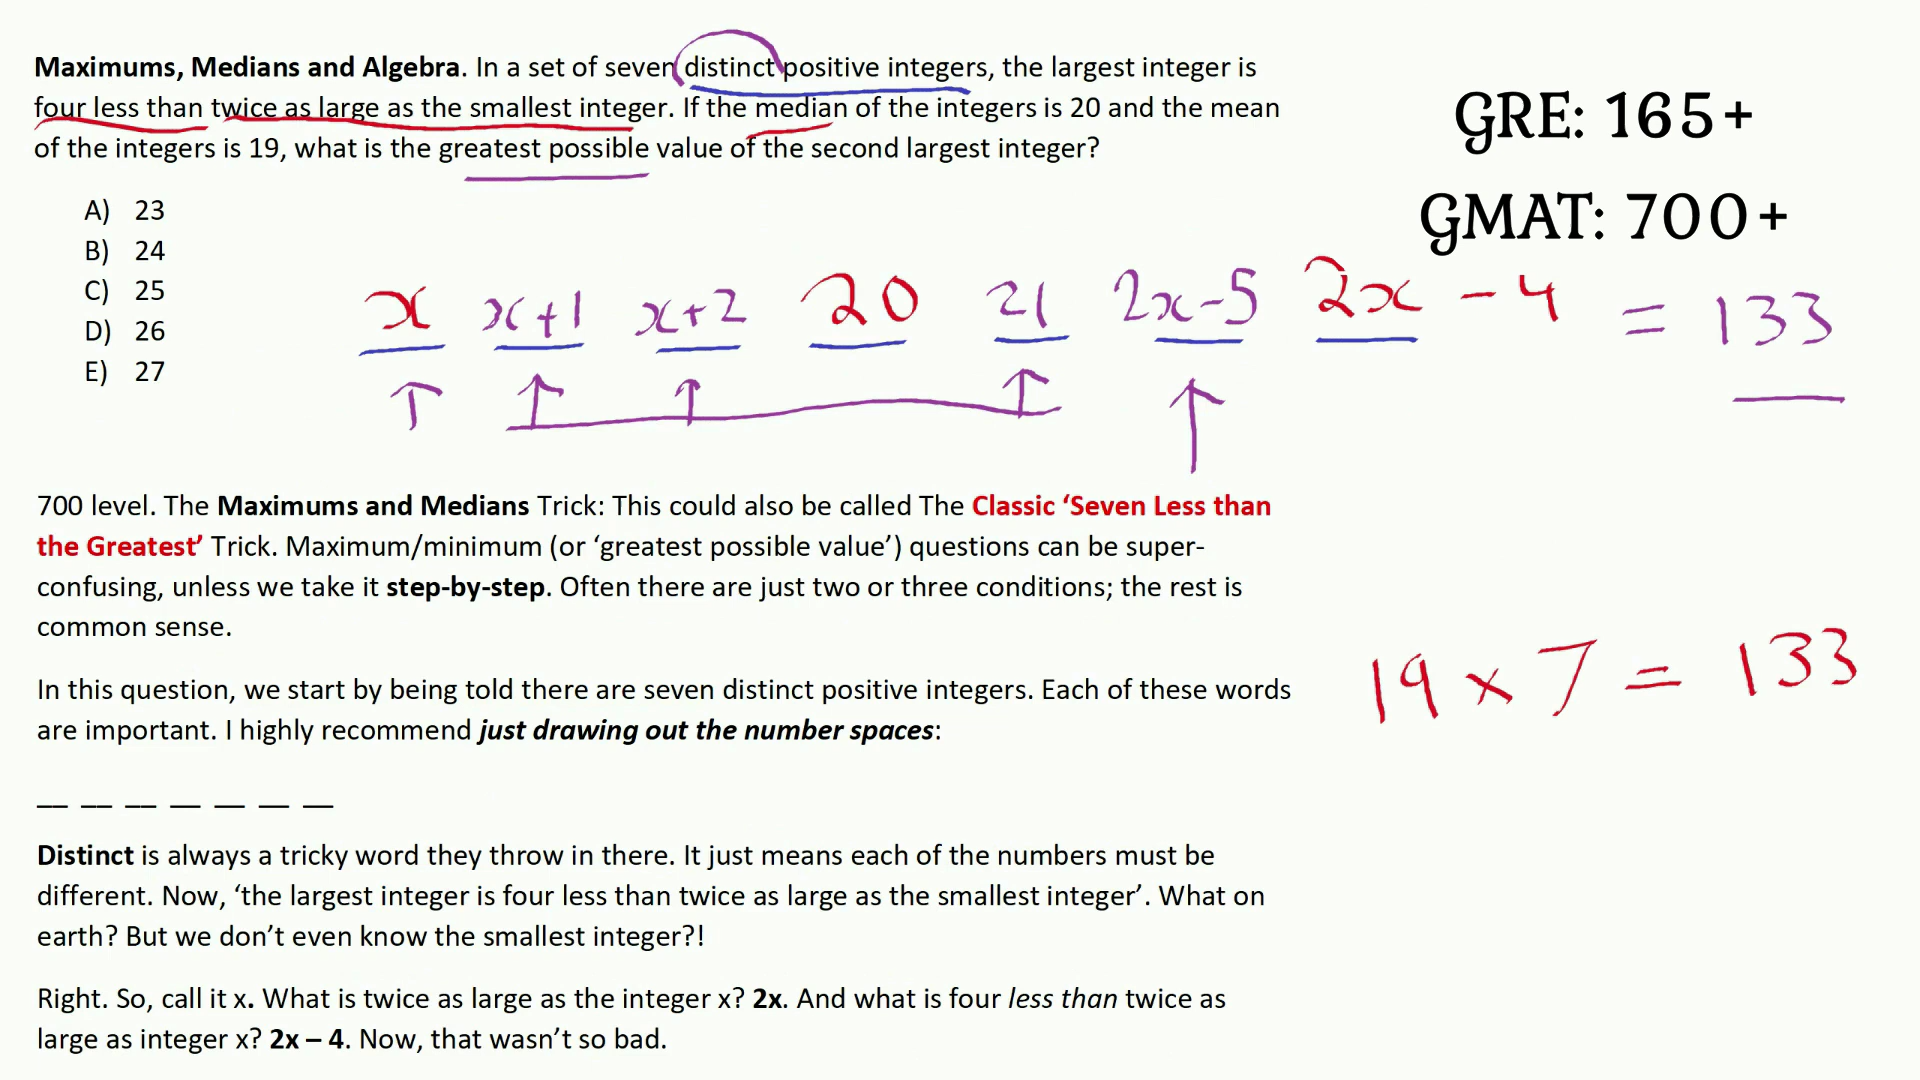 Maximums, Medians and Algebra. In a set of seven distinct positive integers, the largest integer is
four less than twice as large as the smallest integer. If the median of the integers is 20 and the mean
of the integers is 19, what is the greatest possible value of the second largest integer?
GRE: 165+
GMAT: 700+
A) 23
B) 24
C) 25
D) 26
E) 27
x x+1 x+2 20 21 2x-5 2x - 4 = 133
700 level. The Maximums and Medians Trick: This could also be called The Classic ‘Seven Less than
the Greatest’ Trick. Maximum/minimum (or ‘greatest possible value’) questions can be super-
confusing, unless we take it step-by-step. Often there are just two or three conditions; the rest is
common sense.
19 x 7 = 133
In this question, we start by being told there are seven distinct positive integers. Each of these words
are important. I highly recommend just drawing out the number spaces:
__ __ __ __ __ __ __
Distinct is always a tricky word they throw in there. It just means each of the numbers must be
different. Now, ‘the largest integer is four less than twice as large as the smallest integer’. What on
earth? But we don’t even know the smallest integer?!
Right. So, call it x. What is twice as large as the integer x? 2x. And what is four less than twice as
large as integer x? 2x – 4. Now, that wasn’t so bad.